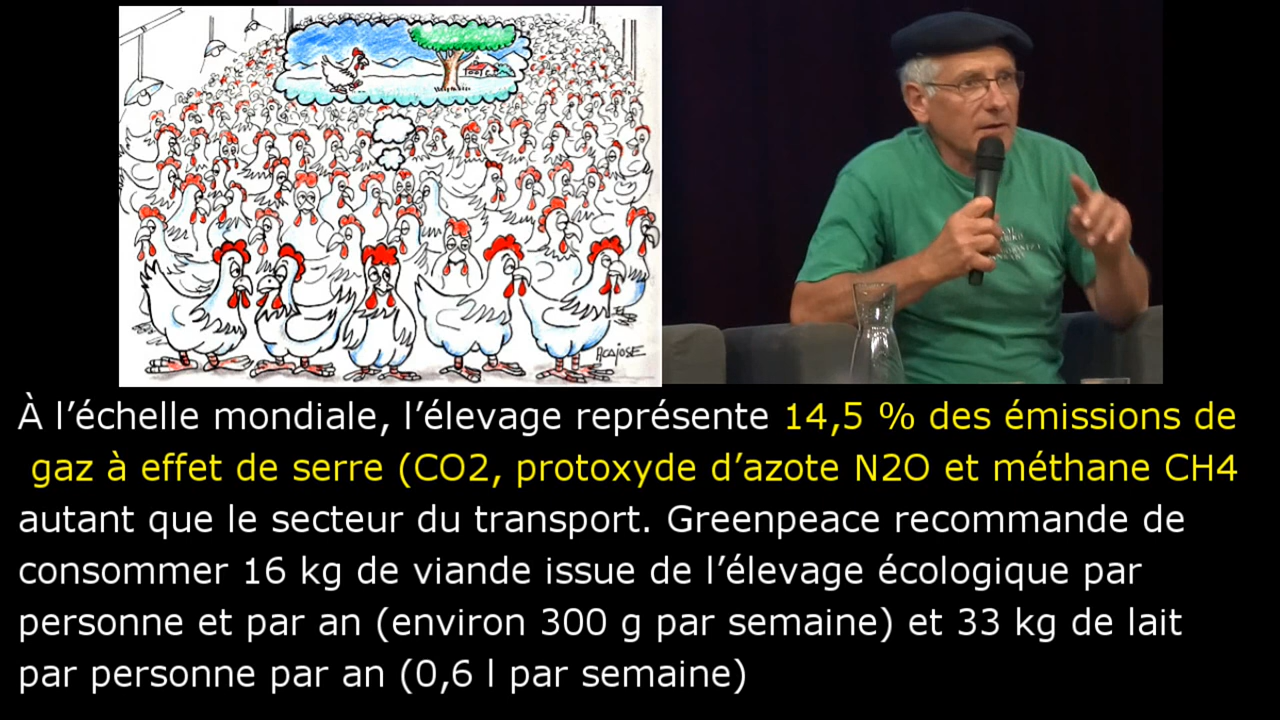 ACAJOSE
À l’échelle mondiale, l’élevage représente 14,5 % des émissions de
gaz à effet de serre (CO2, protoxyde d’azote N2O et méthane CH4
autant que le secteur du transport. Greenpeace recommande de
consommer 16 kg de viande issue de l’élevage écologique par
personne et par an (environ 300 g par semaine) et 33 kg de lait
par personne par an (0,6 l par semaine)